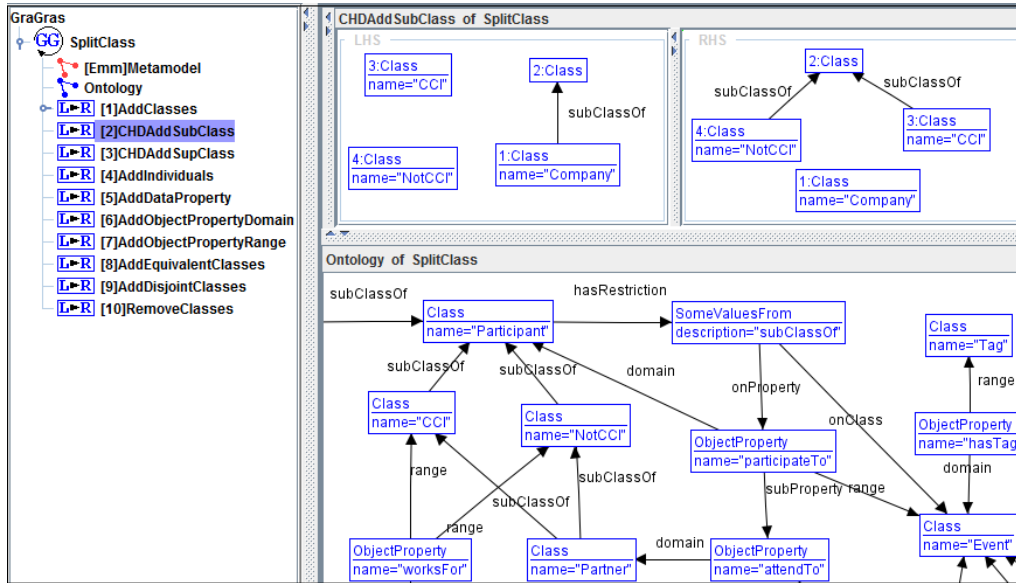 GraGras
GG SplitClass
[Emm]Metamodel
Ontology
L R [1]AddClasses
L R [2]CHDAddSubClass
L R [3]CHDAddSupClass
L R [4]AddIndividuals
L R [5]AddDataProperty
L R [6]AddObjectPropertyDomain
L R [7]AddObjectPropertyRange
L R [8]AddEquivalentClasses
L R [9]AddDisjointClasses
L R [10]RemoveClasses
CHDAddSubClass of SplitClass
LHS
3:Class
name="CCI"
2:Class
subClassOf
4:Class
name="NotCCI"
1:Class
name="Company"
RHS
2:Class
subClassOf
subClassOf
4:Class
name="NotCCI"
3:Class
name="CCI"
1:Class
name="Company"
Ontology of SplitClass
subClassOf
hasRestriction
Class
name="Participant"
SomeValuesFrom
description="subClassOf"
Class
name="Tag"
subClassOf
subClassOf
domain
onProperty
range
Class
name="CCI"
Class
name="NotCCI"
onClass
ObjectProperty
name="participateTo"
ObjectProperty
name="hasTag"
range
subClassOf
subClassOf
subProperty
range
domain
range
Class
name="Event"
ObjectProperty
name="worksFor"
Class
name="Partner"
domain
ObjectProperty
name="attendTo"